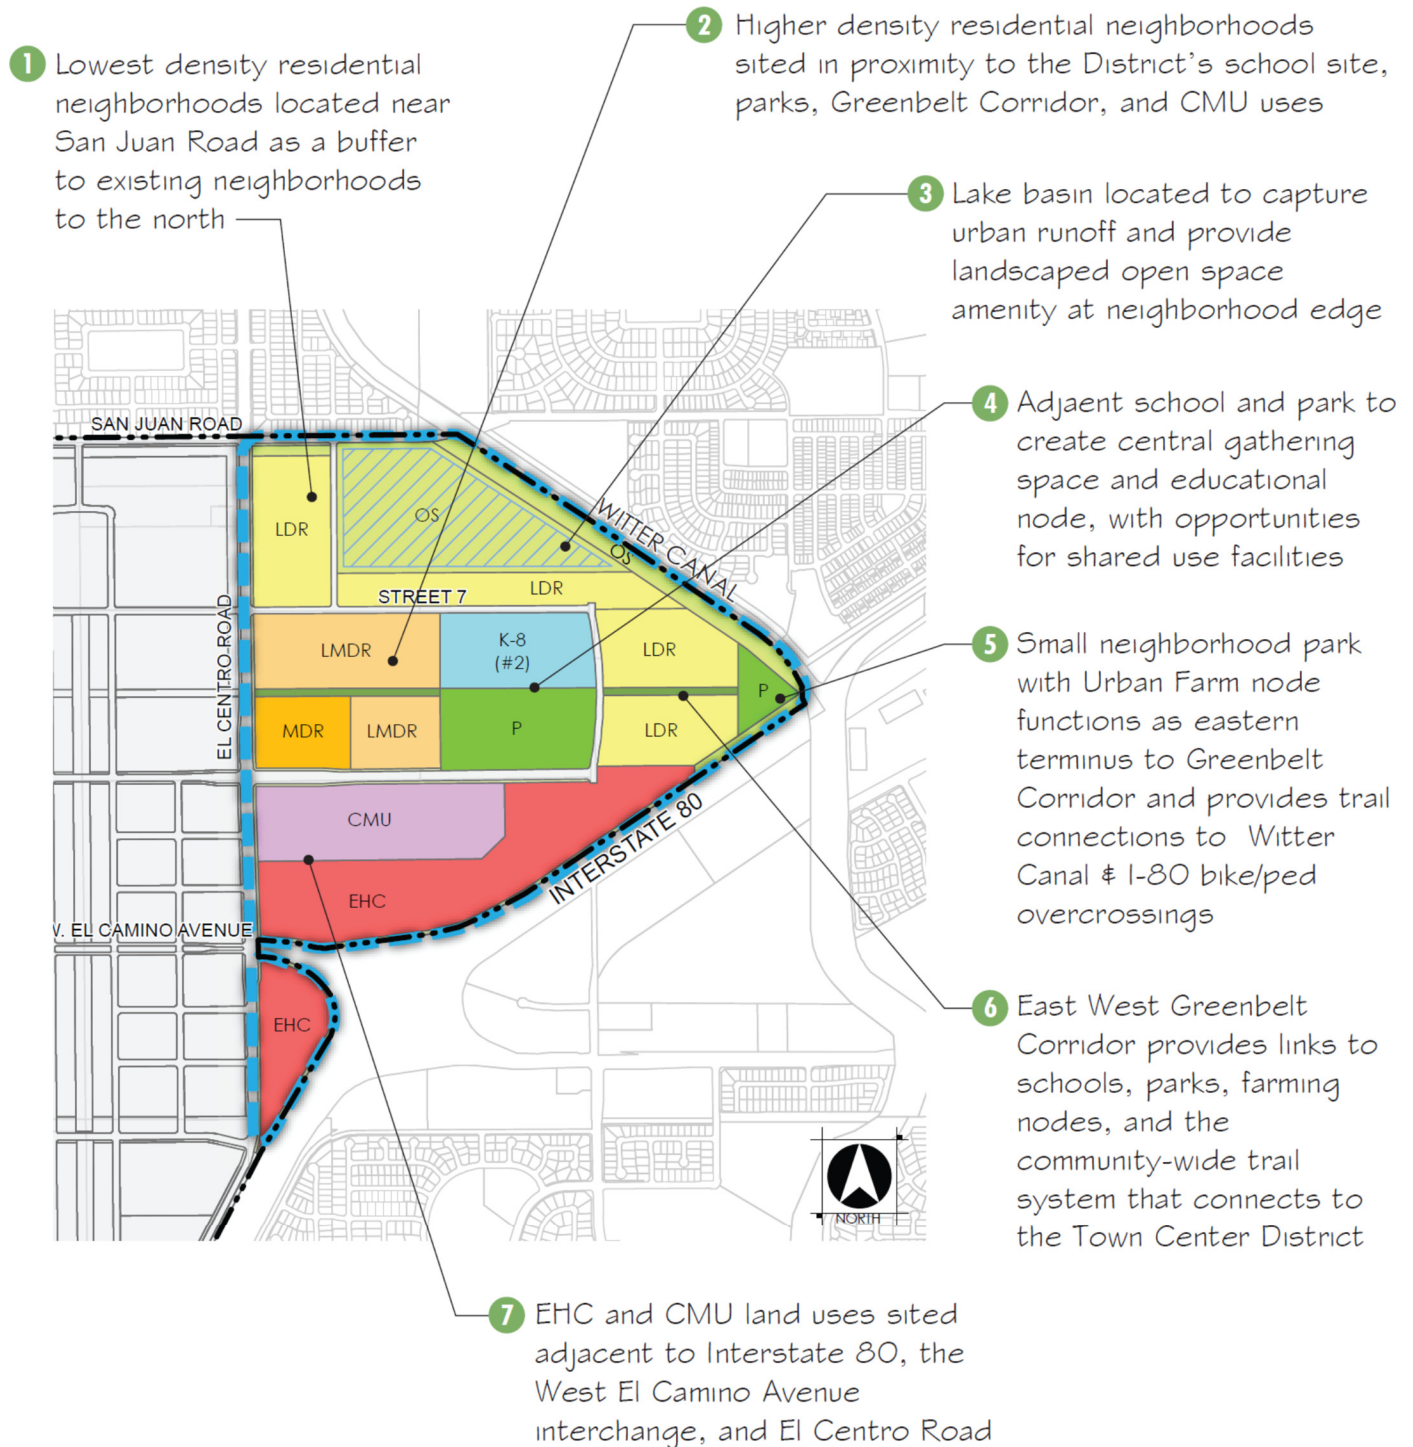 1 Lowest density residential
neighborhoods located near
San Juan Road as a buffer
to existing neighborhoods
to the north
2 Higher density residential neighborhoods
sited in proximity to the District's school site,
parks, Greenbelt Corridor, and CMU uses
3 Lake basin located to capture
urban runoff and provide
landscaped open space
amenity at neighborhood edge
4 Adjaent school and park to
create central gathering
space and educational
node, with opportunities
for shared use facilities
5 Small neighborhood park
with Urban Farm node
functions as eastern
terminus to Greenbelt
Corridor and provides trail
connections to Witter
Canal & I-80 bike/ped
overcrossings
6 East West Greenbelt
Corridor provides links to
schools, parks, farming
nodes, and the
community-wide trail
system that connects to
the Town Center District
7 EHC and CMU land uses sited
adjacent to Interstate 80, the
West El Camino Avenue
interchange, and El Centro Road
SAN JUAN ROAD
WITTER CANAL
OS
OS
LDR
LDR
STREET 7
EL CENTRO ROAD
LMDR
K-8
(#2)
LDR
P
MDR
LMDR
P
LDR
CMU
INTERSTATE 80
EHC
W. EL CAMINO AVENUE
EHC
NORTH